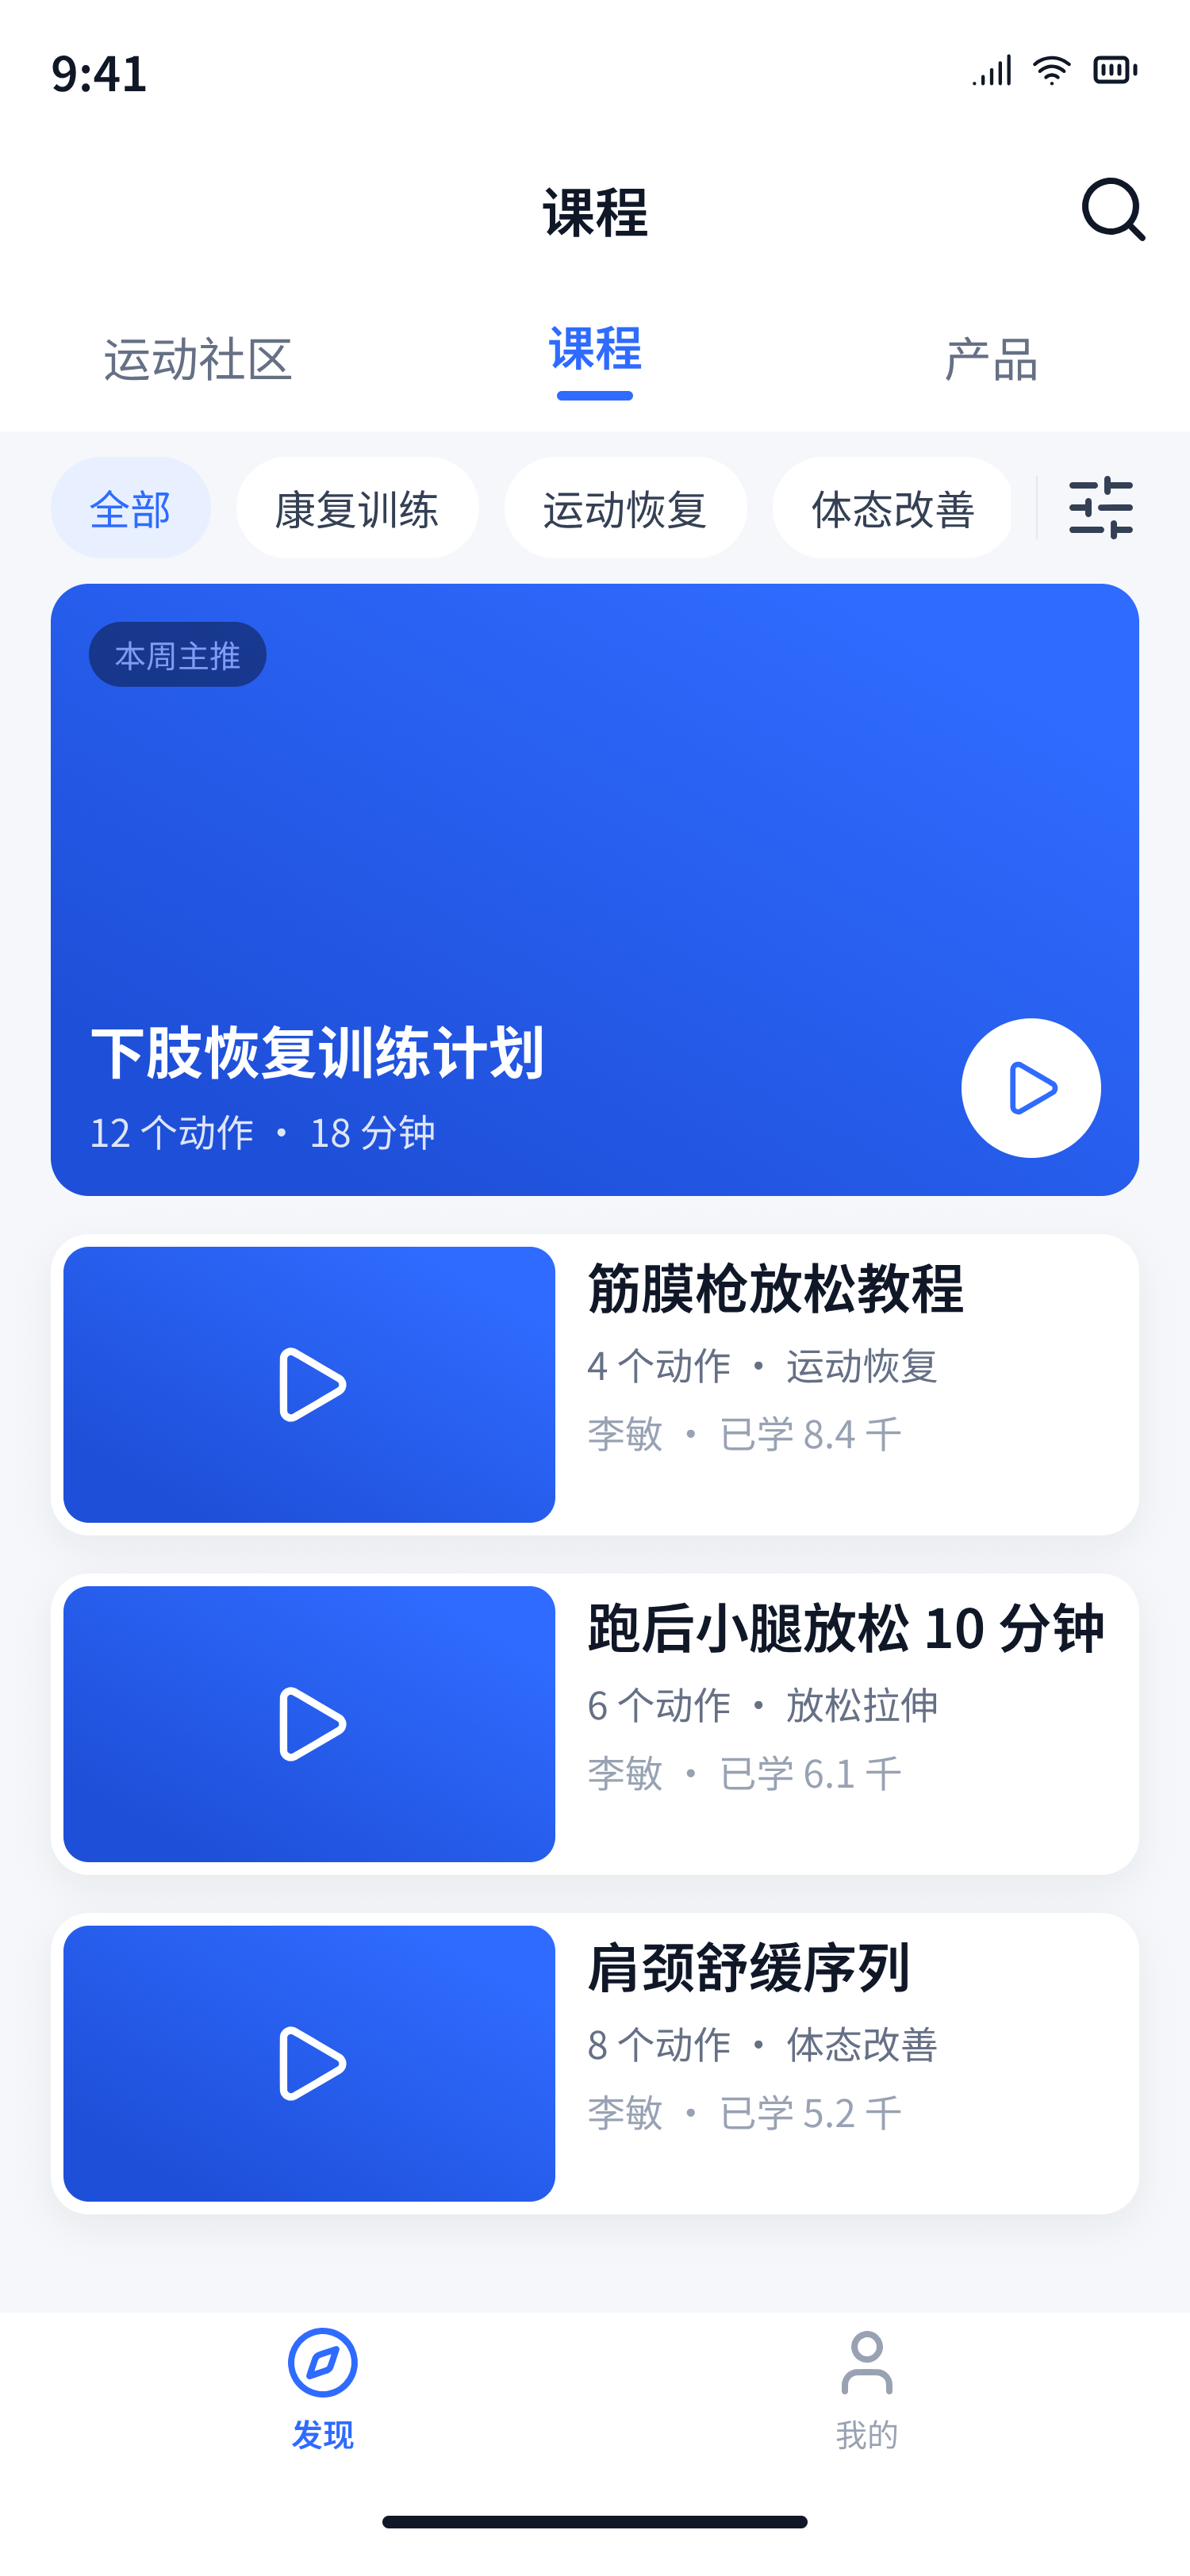 9:41
课程
运动社区 课程 产品
全部 康复训练 运动恢复 体态改善
本周主推
下肢恢复训练计划
12 个动作 · 18 分钟
筋膜枪放松教程
4 个动作 · 运动恢复
李敏 · 已学 8.4 千
跑后小腿放松 10 分钟
6 个动作 · 放松拉伸
李敏 · 已学 6.1 千
肩颈舒缓序列
8 个动作 · 体态改善
李敏 · 已学 5.2 千
发现 我的